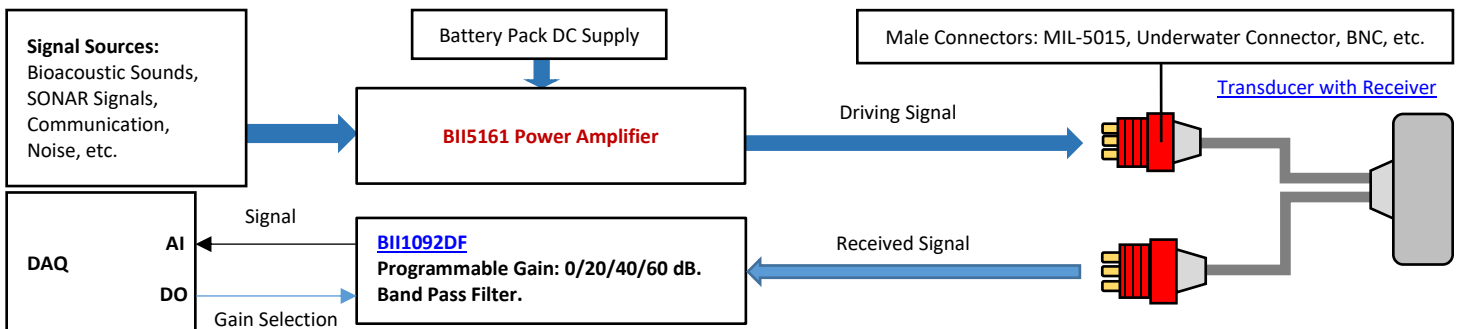 Signal Sources:
Bioacoustic Sounds,
SONAR Signals,
Communication,
Noise, etc.
Battery Pack DC Supply
BII5161 Power Amplifier
Driving Signal
Male Connectors: MIL-5015, Underwater Connector, BNC, etc.
Transducer with Receiver
DAQ
AI
DO
Signal
Gain Selection
BII1092DF
Programmable Gain: 0/20/40/60 dB.
Band Pass Filter.
Received Signal